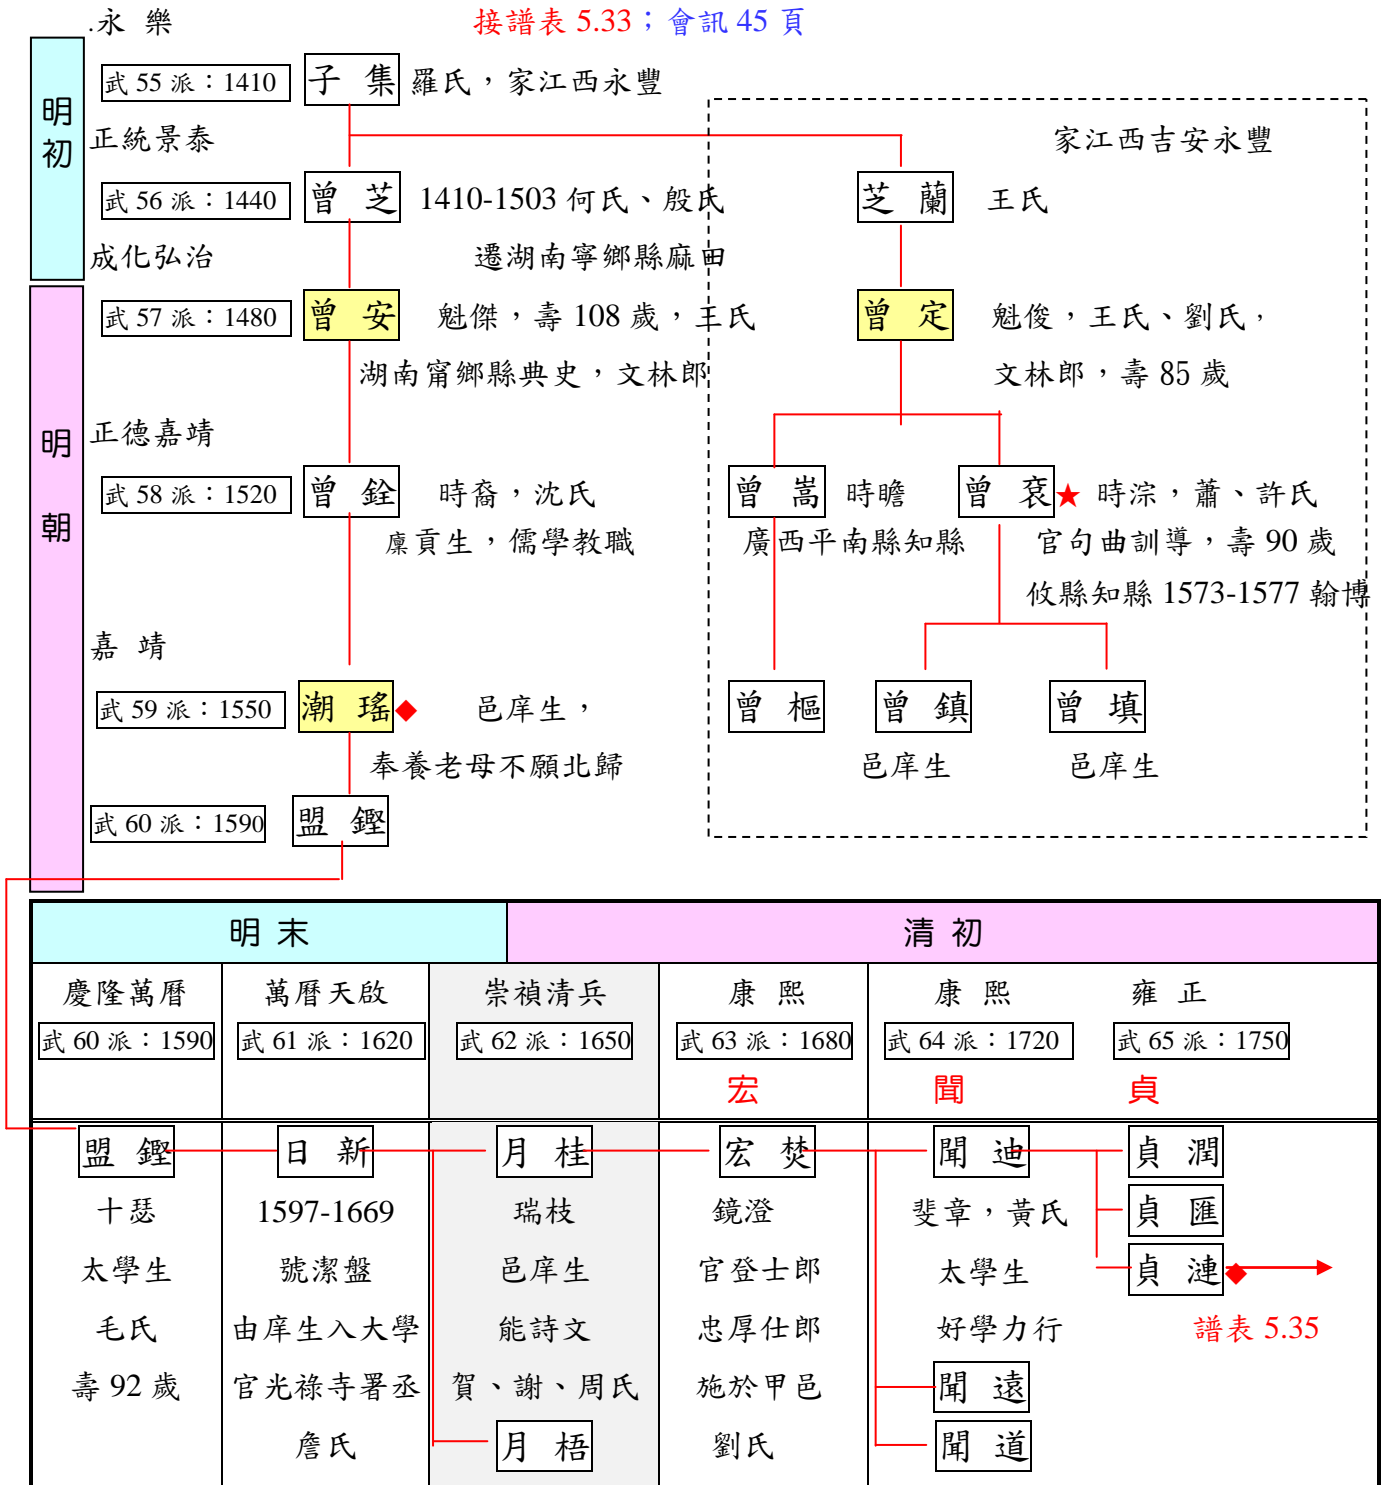 .永 樂
接譜表 5.33；會訊 45 頁
明初
武 55 派：1410
子 集
羅氏，家江西永豐
正統景泰
家江西吉安永豐
武 56 派：1440
曾 芝
1410-1503 何氏、殷氏
芝 蘭
王氏
成化弘治
遷湖南寧鄉縣麻田
明朝
武 57 派：1480
曾 安
魁傑，壽 108 歲，王氏
曾 定
魁俊，王氏、劉氏，
湖南甯鄉縣典史，文林郎
文林郎，壽 85 歲
正德嘉靖
武 58 派：1520
曾 銓
時裔，沈氏
曾 嵩
時瞻
曾 袞★
時淙，蕭、許氏
廩貢生，儒學教職
廣西平南縣知縣
官句曲訓導，壽 90 歲
攸縣知縣 1573-1577 翰博
嘉 靖
武 59 派：1550
潮 瑤◆
邑庠生，
曾 樞
曾 鎮
曾 填
奉養老母不願北歸
邑庠生
邑庠生
武 60 派：1590
盟 鏗
明 末
清 初
慶隆萬曆
萬曆天啟
崇禎清兵
康 熙
康 熙
雍 正
武 60 派：1590
武 61 派：1620
武 62 派：1650
武 63 派：1680
武 64 派：1720
武 65 派：1750
宏
聞
貞
盟 鏗
日 新
月 桂
宏 焚
聞 迪
貞 潤
十瑟
1597-1669
瑞枝
鏡澄
斐章，黃氏
貞 匯
太學生
號潔盤
邑庠生
官登士郎
太學生
貞 漣◆
毛氏
由庠生入大學
能詩文
忠厚仕郎
好學力行
譜表 5.35
壽 92 歲
官光祿寺署丞
賀、謝、周氏
施於甲邑
聞 遠
詹氏
月 梧
劉氏
聞 道